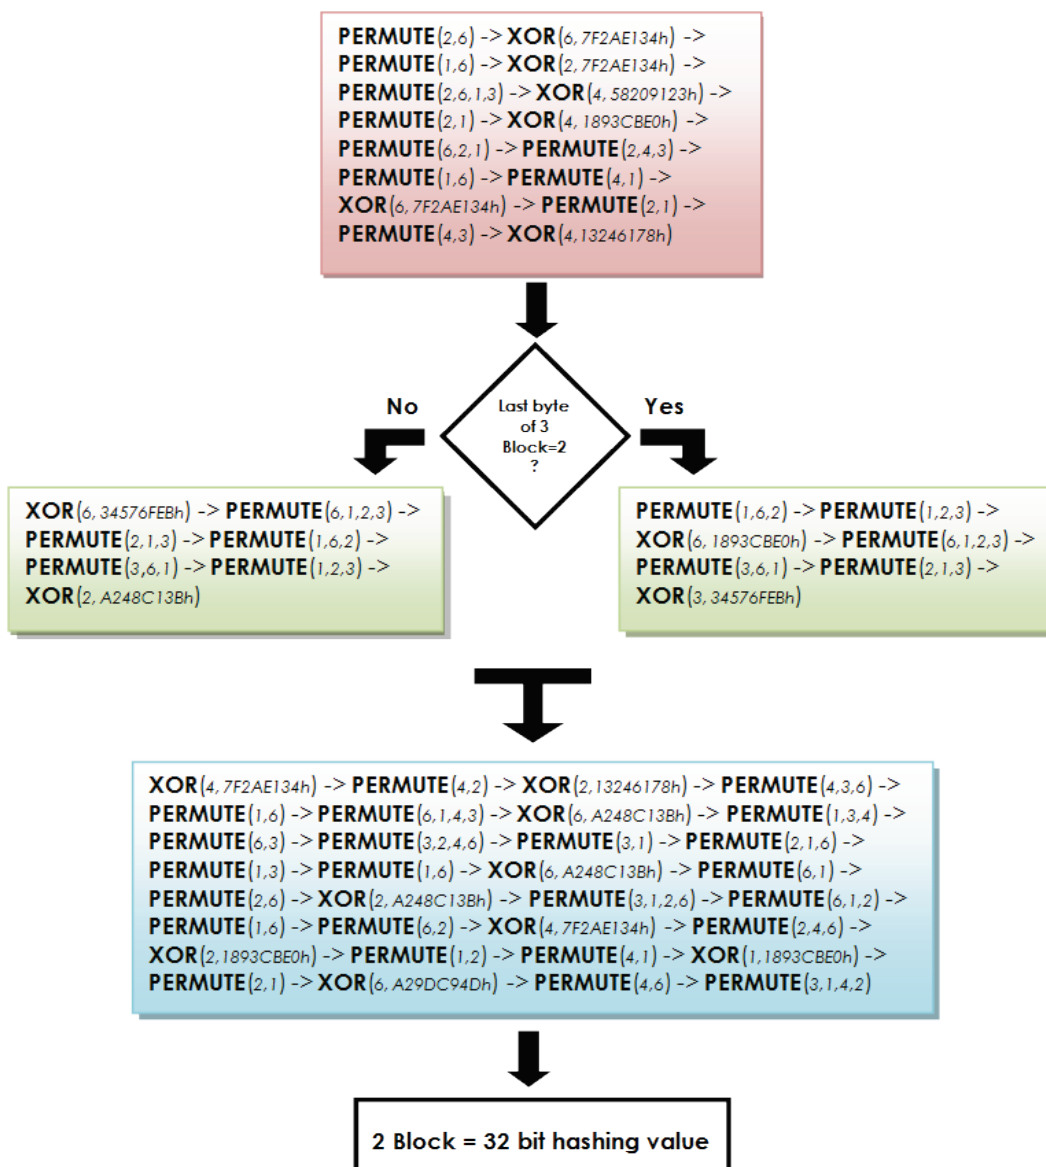 PERMUTE(2,6) -> XOR(6, 7F2AE134h) ->
PERMUTE(1,6) -> XOR(2, 7F2AE134h) ->
PERMUTE(2,6,1,3) -> XOR(4, 58209123h) ->
PERMUTE(2,1) -> XOR(4, 1893CBE0h) ->
PERMUTE(6,2,1) -> PERMUTE(2,4,3) ->
PERMUTE(1,6) -> PERMUTE(4,1) ->
XOR(6, 7F2AE134h) -> PERMUTE(2,1) ->
PERMUTE(4,3) -> XOR(4,13246178h)
Last byte
of 3
Block=2
?
No
Yes
XOR(6, 34576FEBh) -> PERMUTE(6,1,2,3) ->
PERMUTE(2,1,3) -> PERMUTE(1,6,2) ->
PERMUTE(3,6,1) -> PERMUTE(1,2,3) ->
XOR(2, A248C13Bh)
PERMUTE(1,6,2) -> PERMUTE(1,2,3) ->
XOR(6, 1893CBE0h) -> PERMUTE(6,1,2,3) ->
PERMUTE(3,6,1) -> PERMUTE(2,1,3) ->
XOR(3, 34576FEBh)
XOR(4, 7F2AE134h) -> PERMUTE(4,2) -> XOR(2,13246178h) -> PERMUTE(4,3,6) ->
PERMUTE(1,6) -> PERMUTE(6,1,4,3) -> XOR(6, A248C13Bh) -> PERMUTE(1,3,4) ->
PERMUTE(6,3) -> PERMUTE(3,2,4,6) -> PERMUTE(3,1) -> PERMUTE(2,1,6) ->
PERMUTE(1,3) -> PERMUTE(1,6) -> XOR(6, A248C13Bh) -> PERMUTE(6,1) ->
PERMUTE(2,6) -> XOR(2, A248C13Bh) -> PERMUTE(3,1,2,6) -> PERMUTE(6,1,2) ->
PERMUTE(1,6) -> PERMUTE(6,2) -> XOR(4, 7F2AE134h) -> PERMUTE(2,4,6) ->
XOR(2,1893CBE0h) -> PERMUTE(1,2) -> PERMUTE(4,1) -> XOR(1,1893CBE0h) ->
PERMUTE(2,1) -> XOR(6, A29DC94Dh) -> PERMUTE(4,6) -> PERMUTE(3,1,4,2)
2 Block = 32 bit hashing value